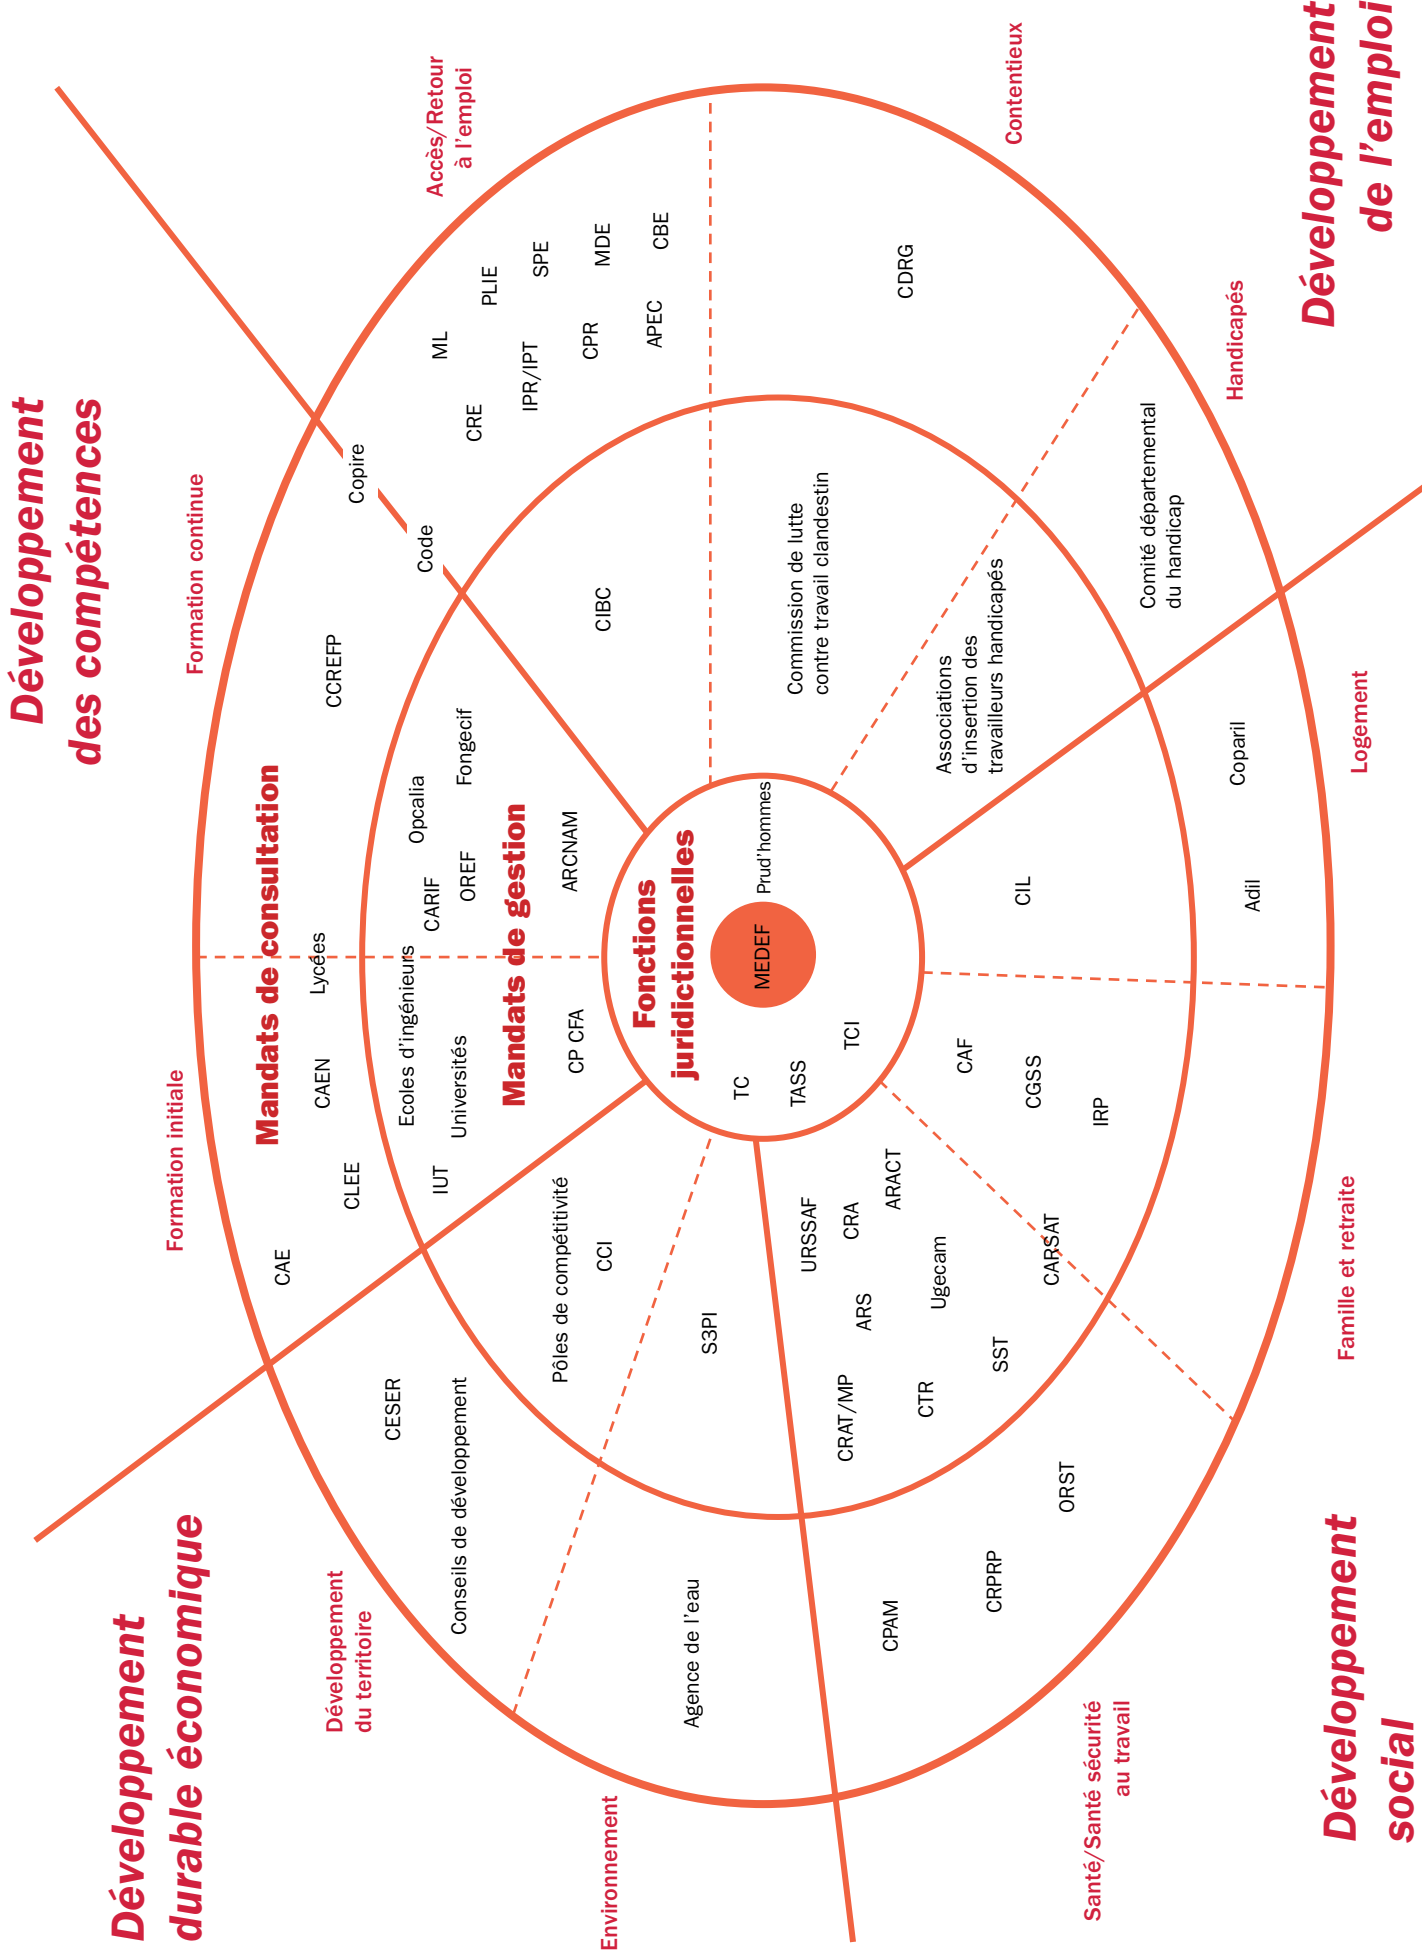 Développement
des compétences
Développement
durable économique
Développement
de l'emploi
Développement
social
Formation initiale
Formation continue
Accès/Retour
à l'emploi
Contentieux
Handicapés
Logement
Famille et retraite
Santé/Santé sécurité
au travail
Environnement
Développement
du territoire
Mandats de consultation
CAE
CLEE
CAEN
Lycées
CCREFP
Copire
Code
Mandats de gestion
IUT
Universités
Ecoles d'ingénieurs
CP CFA
CARIF
OREF
Opcalia
Fongecif
ARCNAM
CRE
ML
PLIE
IPR/IPT
SPE
CPR
MDE
APEC
CBE
CIBC
CDRG
Commission de lutte
contre travail clandestin
Associations
d'insertion des
travailleurs handicapés
Comité départemental
du handicap
Fonctions
juridictionnelles
MEDEF
Prud'hommes
TC
TASS
TCI
CESER
Conseils de développement
Pôles de compétitivité
CCI
S3PI
Agence de l'eau
URSSAF
CRA
ARACT
ARS
Ugecam
CRAT/MP
CTR
SST
CARSAT
CPAM
CRPRP
ORST
CAF
CGSS
IRP
CIL
Adil
Coparil